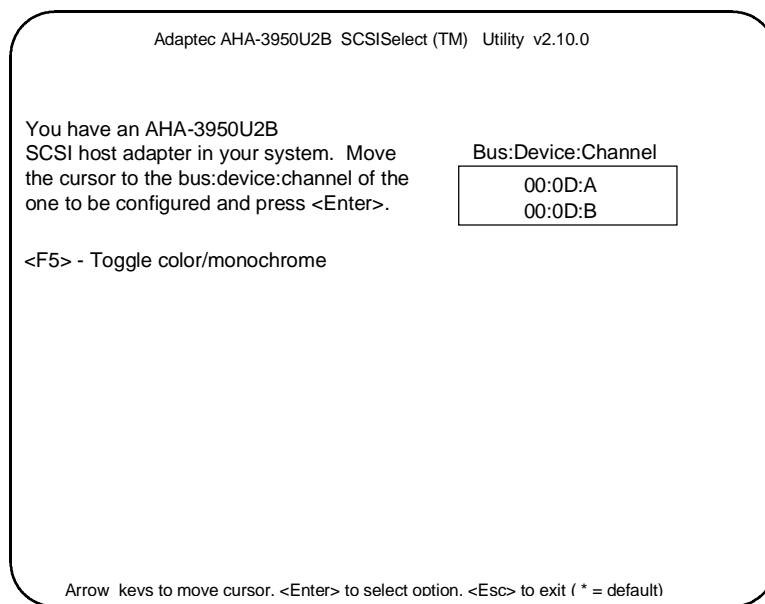 Adaptec AHA-3950U2B SCSISelect (TM) Utility v2.10.0
You have an AHA-3950U2B
SCSI host adapter in your system. Move
the cursor to the bus:device:channel of the
one to be configured and press <Enter>.
<F5> - Toggle color/monochrome
Bus:Device:Channel
00:0D:A
00:0D:B
Arrow keys to move cursor. <Enter> to select option. <Esc> to exit ( * = default)